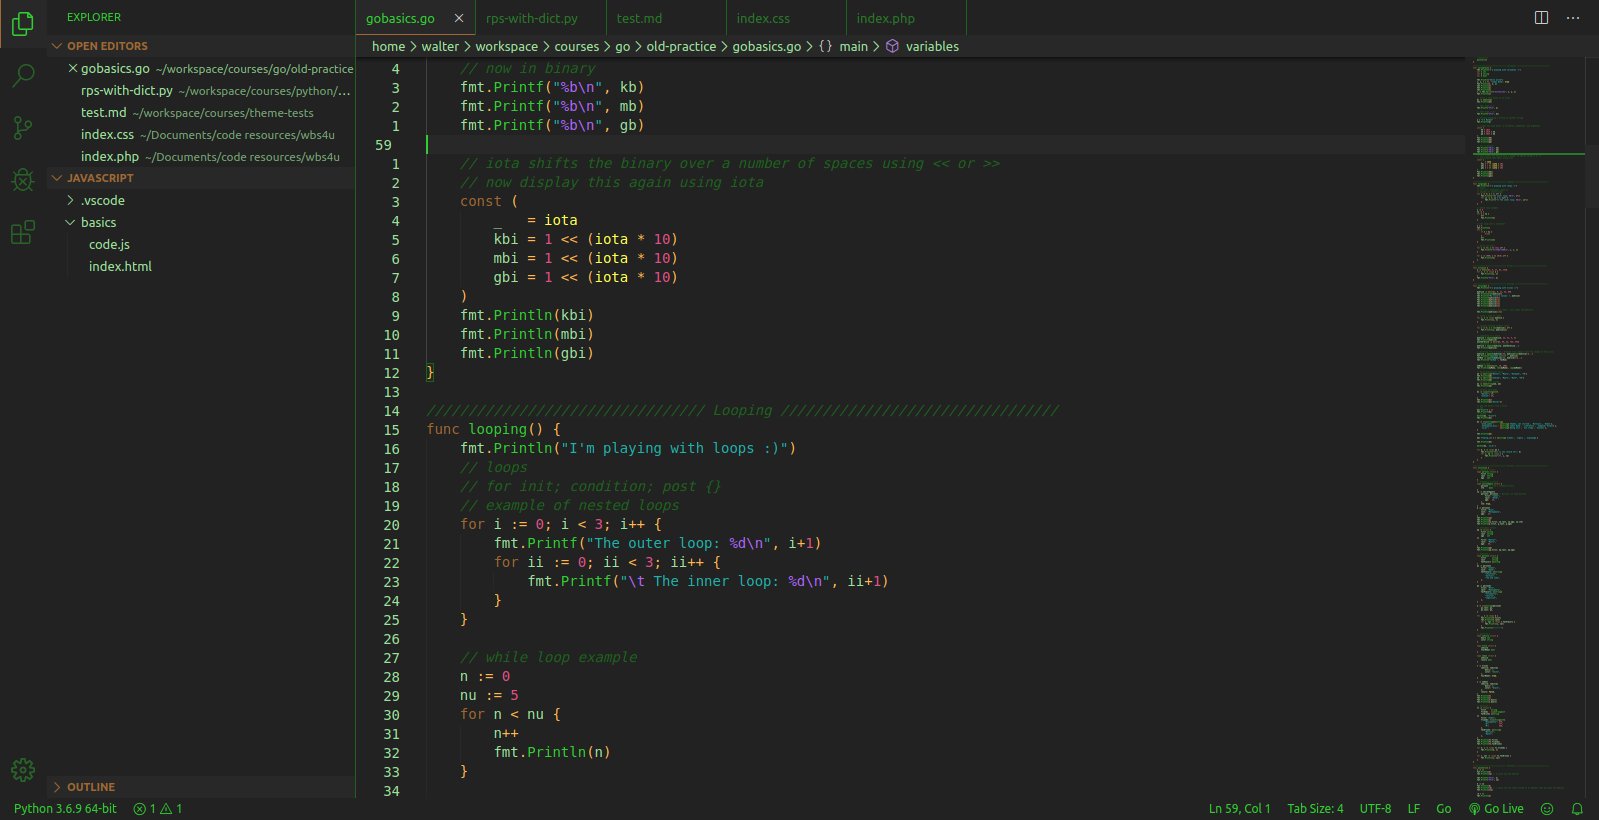 EXPLORER
OPEN EDITORS
gobasics.go ~/workspace/courses/go/old-practice
rps-with-dict.py ~/workspace/courses/python/...
test.md ~/workspace/courses/theme-tests
index.css ~/Documents/code resources/wbs4u
index.php ~/Documents/code resources/wbs4u
JAVASCRIPT
.vscode
basics
code.js
index.html
OUTLINE
gobasics.go rps-with-dict.py test.md index.css index.php
home > walter > workspace > courses > go > old-practice > gobasics.go > {} main > variables
4 // now in binary
3 fmt.Printf("%b\n", kb)
2 fmt.Printf("%b\n", mb)
1 fmt.Printf("%b\n", gb)
59
1 // iota shifts the binary over a number of spaces using << or >>
2 // now display this again using iota
3 const (
4 _ = iota
5 kbi = 1 << (iota * 10)
6 mbi = 1 << (iota * 10)
7 gbi = 1 << (iota * 10)
8 )
9 fmt.Println(kbi)
10 fmt.Println(mbi)
11 fmt.Println(gbi)
12 }
13
14 ///////////////////////////////// Looping /////////////////////////////////
15 func looping() {
16 fmt.Println("I'm playing with loops :)")
17 // loops
18 // for init; condition; post {}
19 // example of nested loops
20 for i := 0; i < 3; i++ {
21 fmt.Printf("The outer loop: %d\n", i+1)
22 for ii := 0; ii < 3; ii++ {
23 fmt.Printf("\t The inner loop: %d\n", ii+1)
24 }
25 }
26
27 // while loop example
28 n := 0
29 nu := 5
30 for n < nu {
31 n++
32 fmt.Println(n)
33 }
34
Python 3.6.9 64-bit 1 1 Ln 59, Col 1 Tab Size: 4 UTF-8 LF Go Go Live